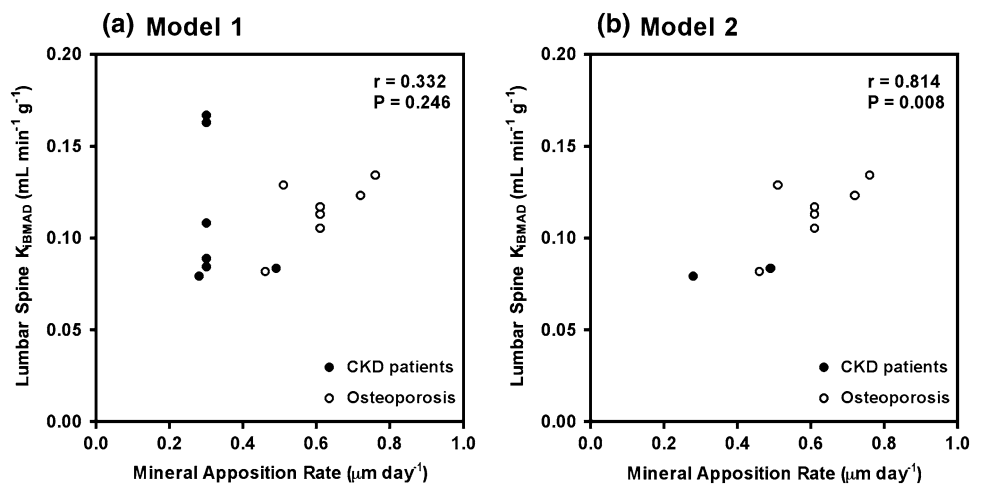 (a) Model 1
0.20
0.15
0.10
0.05
0.00
Lumbar Spine KiBMAD (mL min-1 g-1)
r = 0.332
P = 0.246
CKD patients
Osteoporosis
0.0 0.2 0.4 0.6 0.8 1.0
Mineral Apposition Rate (μm day-1)
(b) Model 2
0.20
0.15
0.10
0.05
0.00
Lumbar Spine KiBMAD (mL min-1 g-1)
r = 0.814
P = 0.008
CKD patients
Osteoporosis
0.0 0.2 0.4 0.6 0.8 1.0
Mineral Apposition Rate (μm day-1)